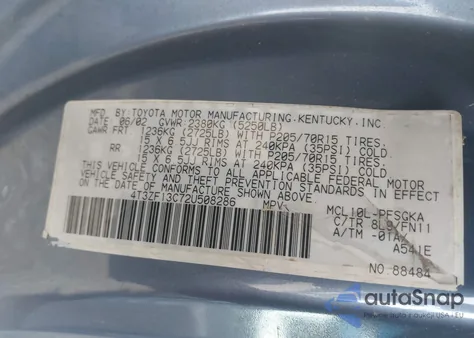 MFD. BY: TOYOTA MOTOR MANUFACTURING, KENTUCKY, INC.
DATE 06/02 GVWR 2380KG (5250LB)
GAWR FRT 1236KG (2725LB) WITH P205/70R15 TIRES,
15 X 6.5JJ RIMS AT 240KPA (35PSI) COLD.
RR 1236KG (2725LB) WITH P205/70R15 TIRES,
15 X 6.5JJ RIMS AT 240KPA (35PSI) COLD.
THIS VEHICLE CONFORMS TO ALL APPLICABLE FEDERAL MOTOR
VEHICLE SAFETY AND THEFT PREVENTION STANDARDS IN EFFECT
ON THE DATE OF MANUFACTURE SHOWN ABOVE.
4T3ZF13C72U508286 MPV
MCL10L-PFSGKA
C/TR 8L9/FN11
A/TM -01A/
A541E
NO.88484
autoSnap